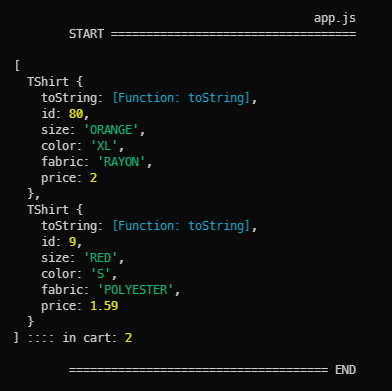 app.js
START ===================================
[
TShirt {
toString: [Function: toString],
id: 80,
size: 'ORANGE',
color: 'XL',
fabric: 'RAYON',
price: 2
},
TShirt {
toString: [Function: toString],
id: 9,
size: 'RED',
color: 'S',
fabric: 'POLYESTER',
price: 1.59
}
] :::: in cart: 2
===================================== END